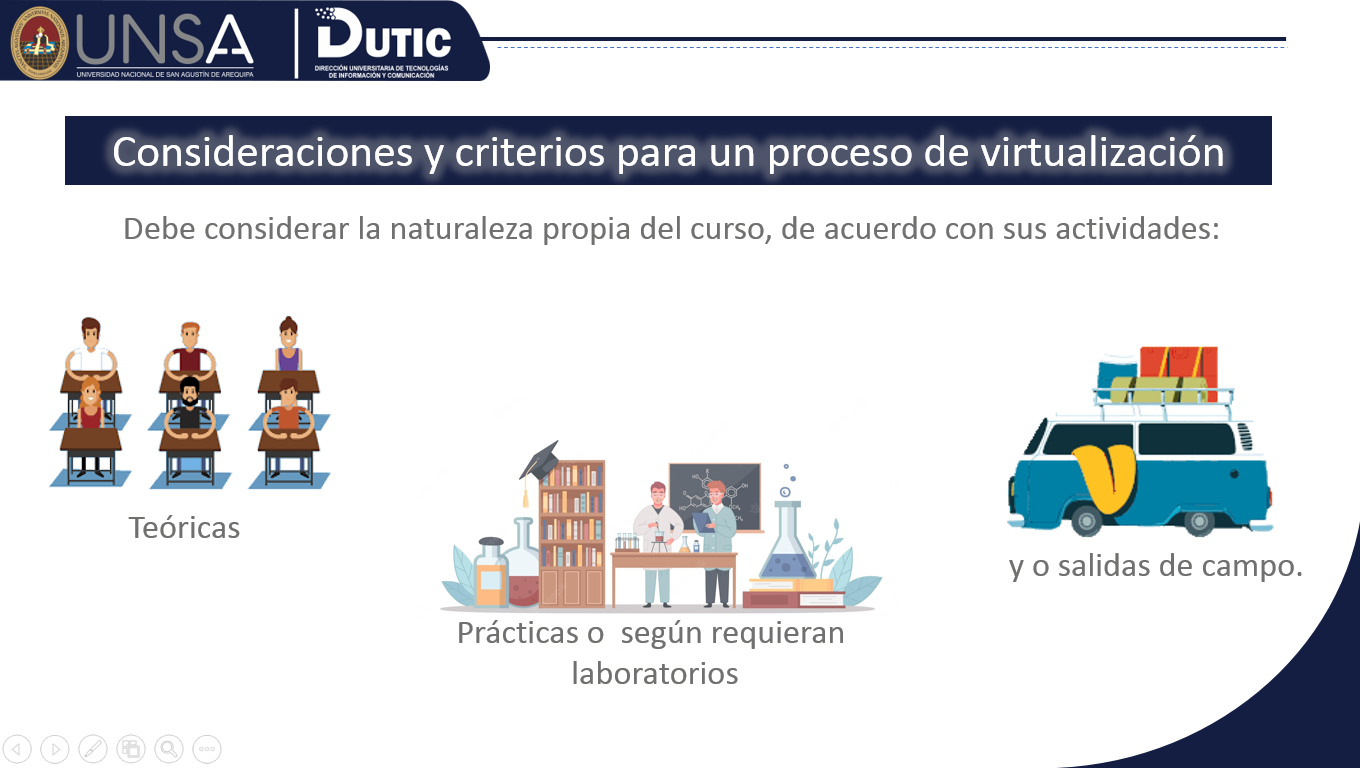 UNSA
UNIVERSIDAD NACIONAL DE SAN AGUSTÍN DE AREQUIPA
DUTIC
DIRECCIÓN UNIVERSITARIA DE TECNOLOGÍAS
DE INFORMACIÓN Y COMUNICACIÓN
Consideraciones y criterios para un proceso de virtualización
Debe considerar la naturaleza propia del curso, de acuerdo con sus actividades:
Teóricas
Prácticas o  según requieran
laboratorios
y o salidas de campo.